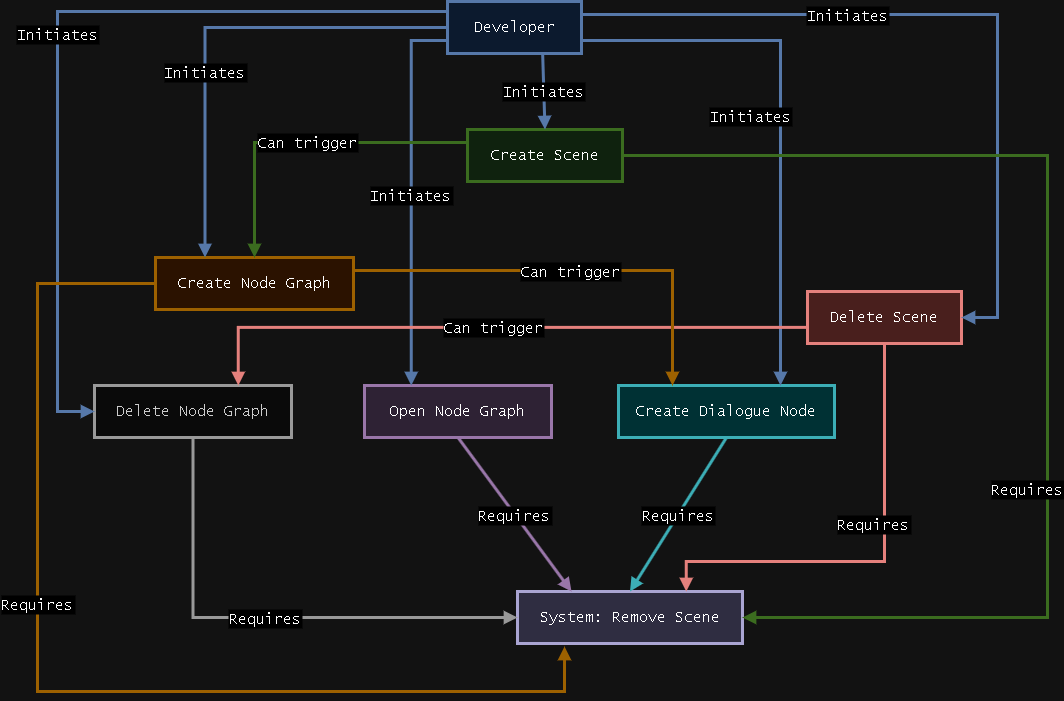 Developer
Initiates
Initiates
Initiates
Initiates
Initiates
Can trigger
Create Scene
Initiates
Create Node Graph
Can trigger
Delete Scene
Can trigger
Delete Node Graph
Open Node Graph
Create Dialogue Node
Requires
Requires
Requires
Requires
Requires
Requires
System: Remove Scene